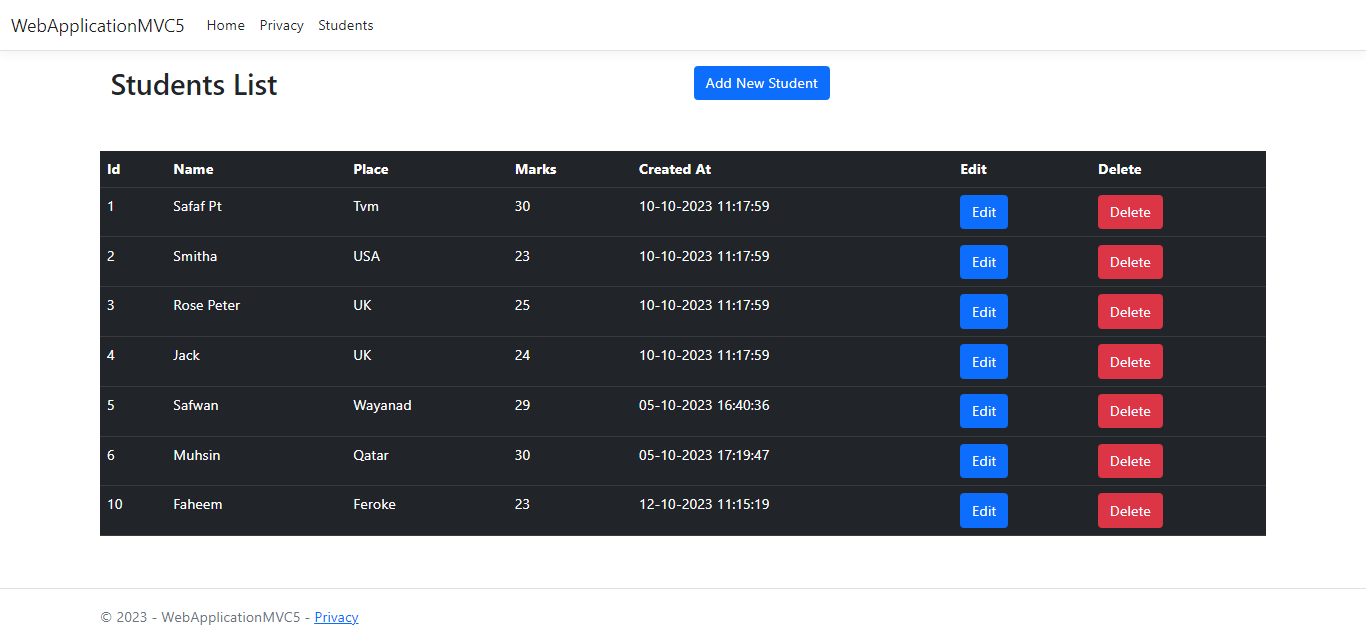 WebApplicationMVC5 Home Privacy Students
Students List Add New Student
Id Name Place Marks Created At Edit Delete
1 Safaf Pt Tvm 30 10-10-2023 11:17:59 Edit Delete
2 Smitha USA 23 10-10-2023 11:17:59 Edit Delete
3 Rose Peter UK 25 10-10-2023 11:17:59 Edit Delete
4 Jack UK 24 10-10-2023 11:17:59 Edit Delete
5 Safwan Wayanad 29 05-10-2023 16:40:36 Edit Delete
6 Muhsin Qatar 30 05-10-2023 17:19:47 Edit Delete
10 Faheem Feroke 23 12-10-2023 11:15:19 Edit Delete
© 2023 - WebApplicationMVC5 - Privacy